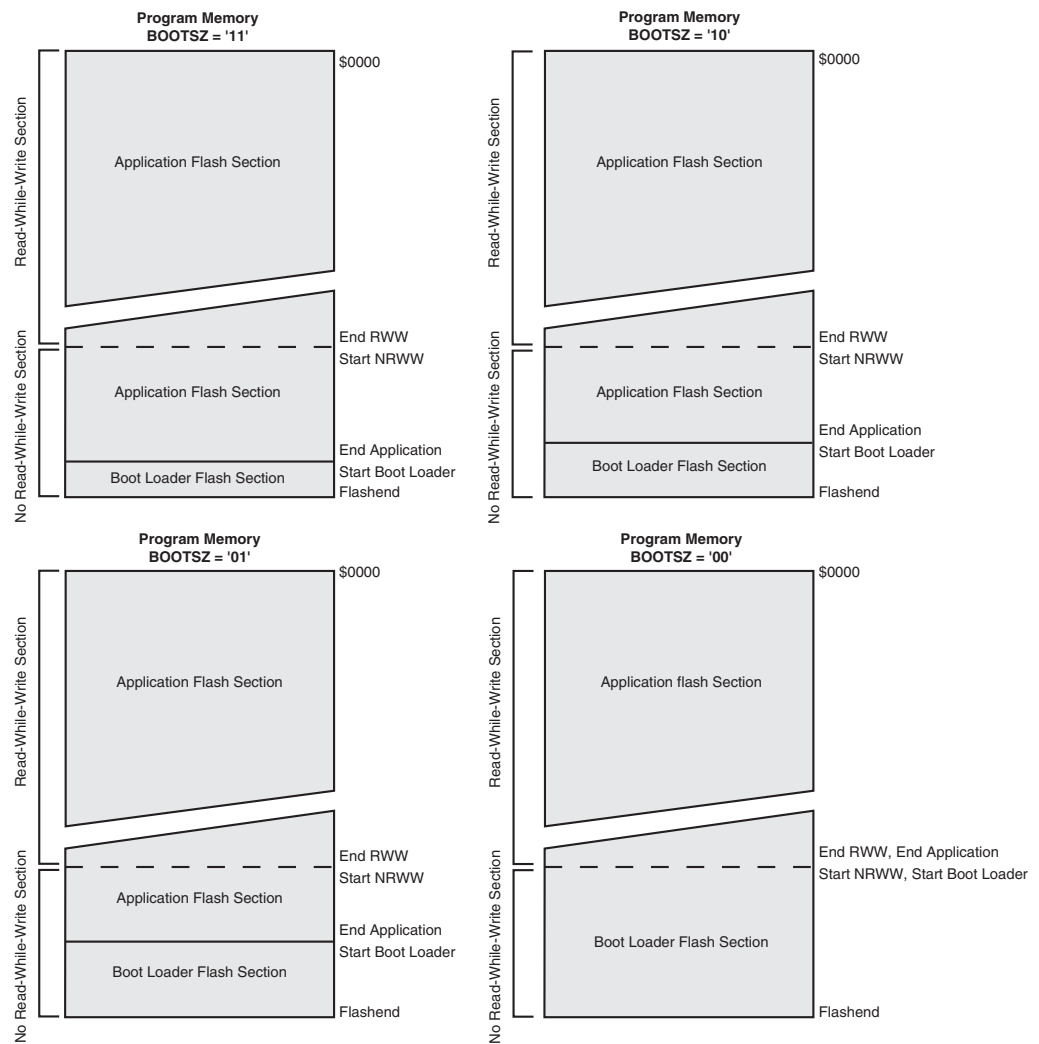 Program Memory
BOOTSZ = '11'
$0000
Read-While-Write Section
Application Flash Section
End RWW
Start NRWW
No Read-While-Write Section
Application Flash Section
End Application
Start Boot Loader
Boot Loader Flash Section
Flashend
Program Memory
BOOTSZ = '10'
$0000
Read-While-Write Section
Application Flash Section
End RWW
Start NRWW
No Read-While-Write Section
Application Flash Section
End Application
Start Boot Loader
Boot Loader Flash Section
Flashend
Program Memory
BOOTSZ = '01'
$0000
Read-While-Write Section
Application Flash Section
End RWW
Start NRWW
No Read-While-Write Section
Application Flash Section
End Application
Start Boot Loader
Boot Loader Flash Section
Flashend
Program Memory
BOOTSZ = '00'
$0000
Read-While-Write Section
Application flash Section
End RWW, End Application
Start NRWW, Start Boot Loader
No Read-While-Write Section
Boot Loader Flash Section
Flashend